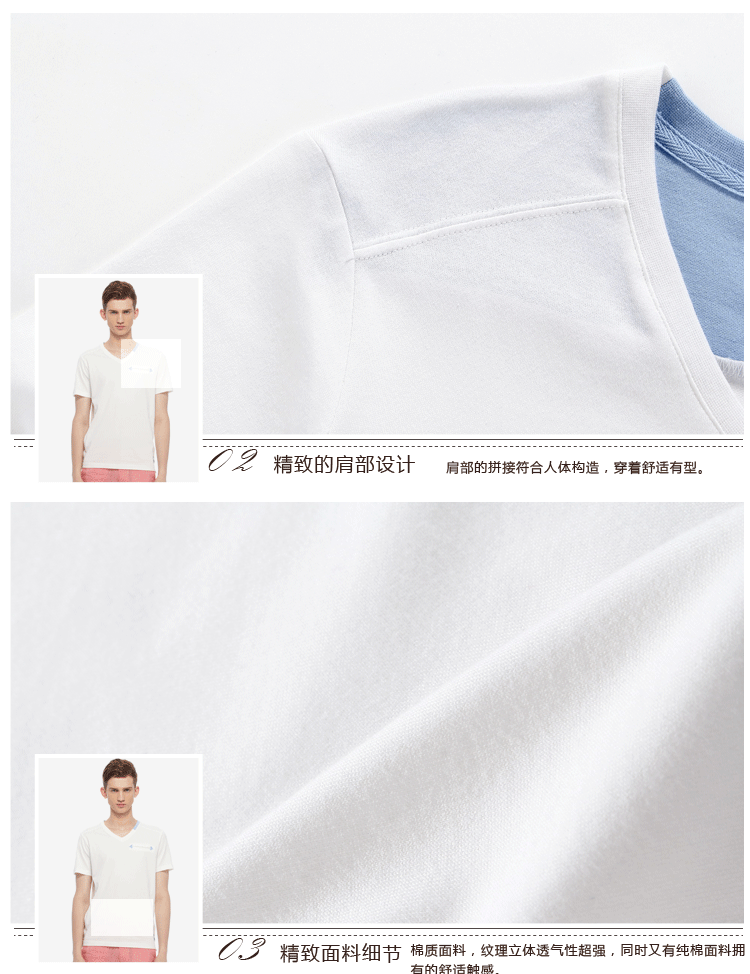 02 精致的肩部设计 肩部的拼接符合人体构造，穿着舒适有型。
03 精致面料细节 棉质面料，纹理立体透气性超强，同时又有纯棉面料拥
有的舒适触感。